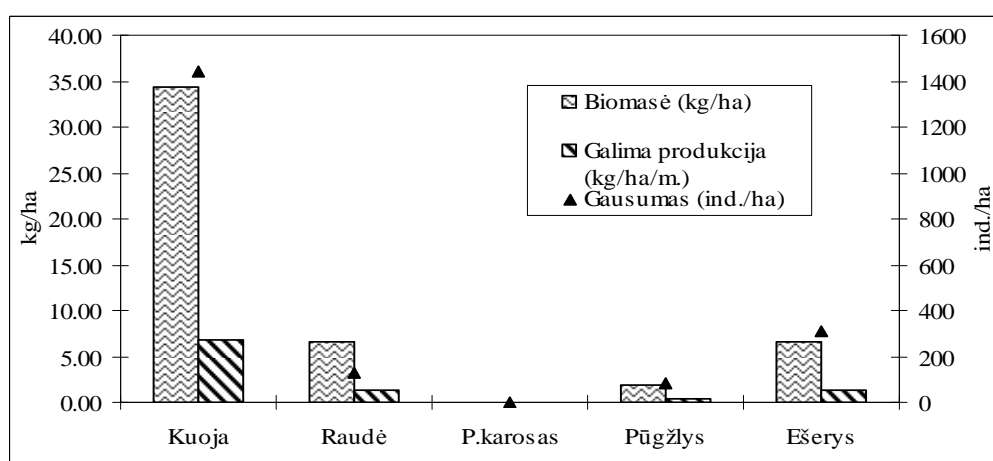 40.00
35.00
30.00
25.00
20.00
15.00
10.00
5.00
0.00
kg/ha
Biomasė (kg/ha)
Galima produkcija
(kg/ha/m.)
Gausumas (ind./ha)
1600
1400
1200
1000
800
600
400
200
0
ind./ha
Kuoja Raudė P.karosas Pūgžlys Ešerys